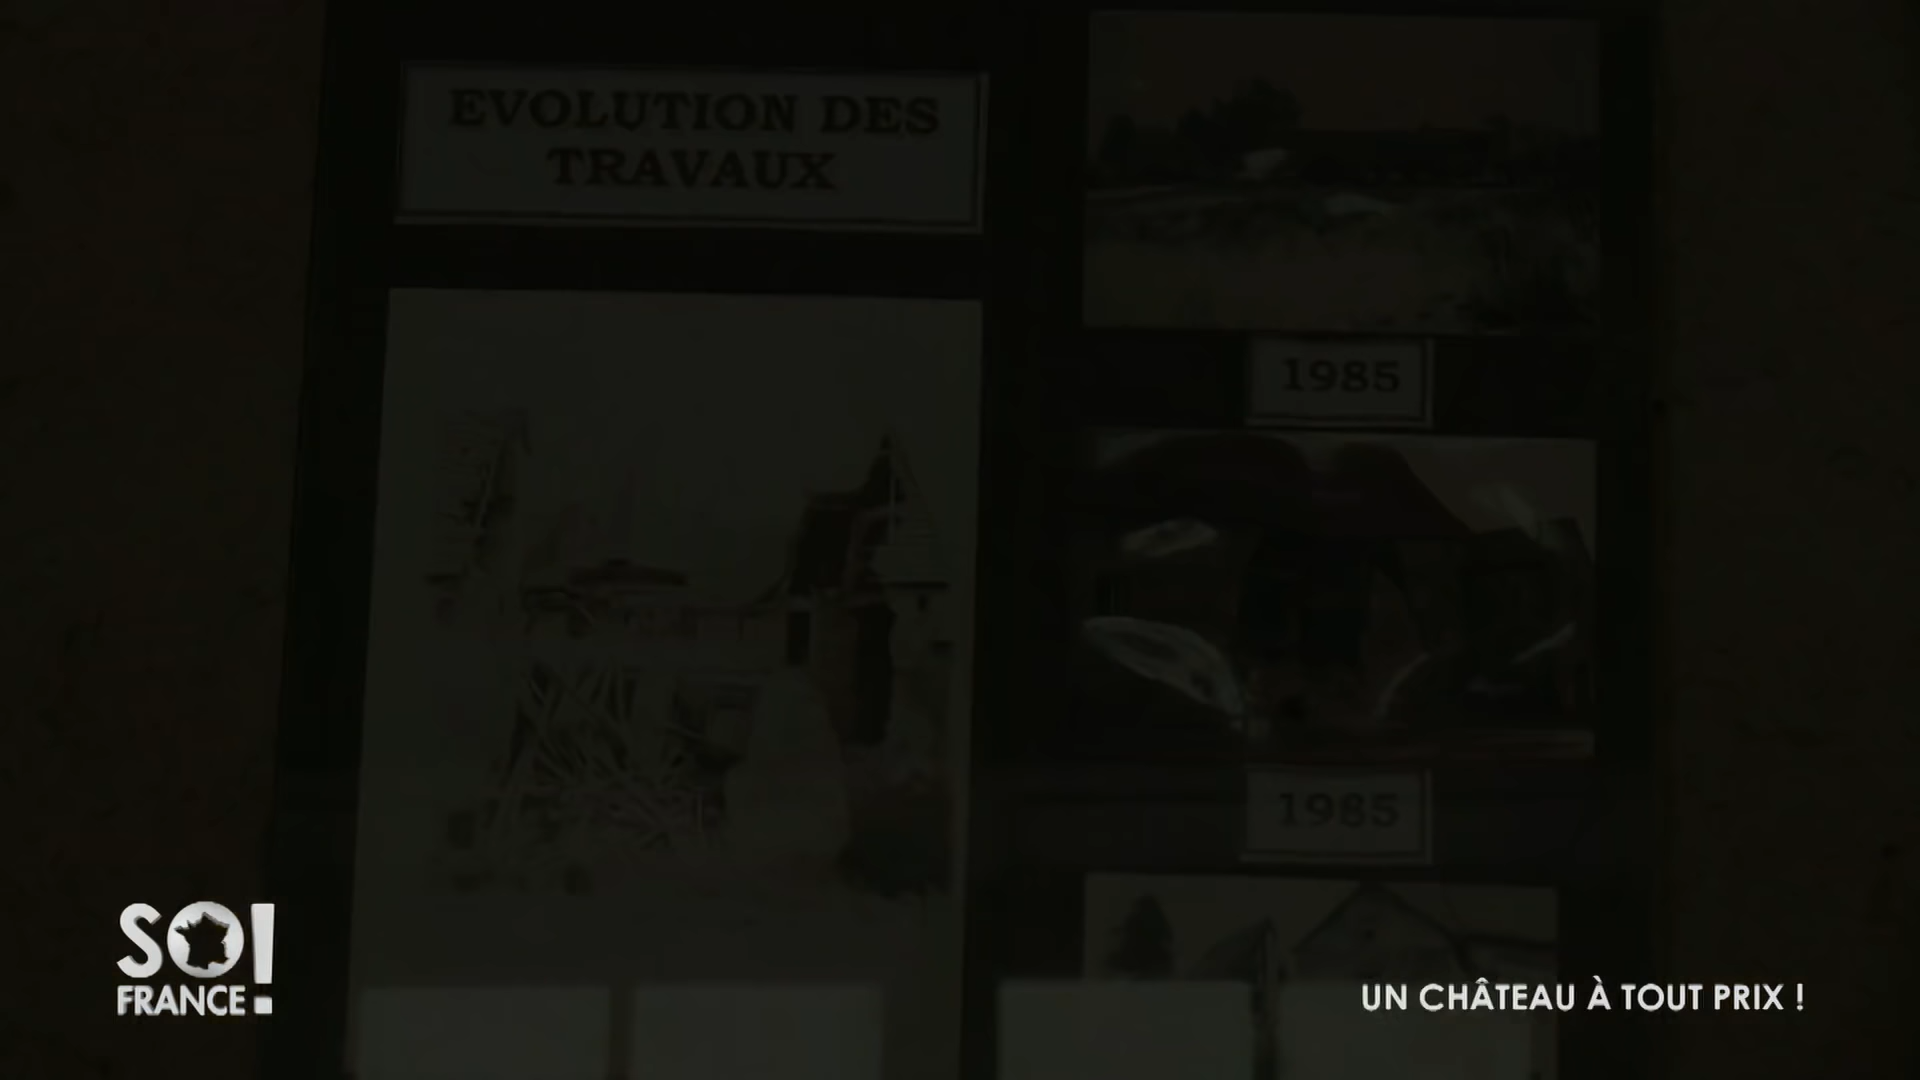 EVOLUTION DES
TRAVAUX
1985
1985
SO!
FRANCE
UN CHÂTEAU À TOUT PRIX !